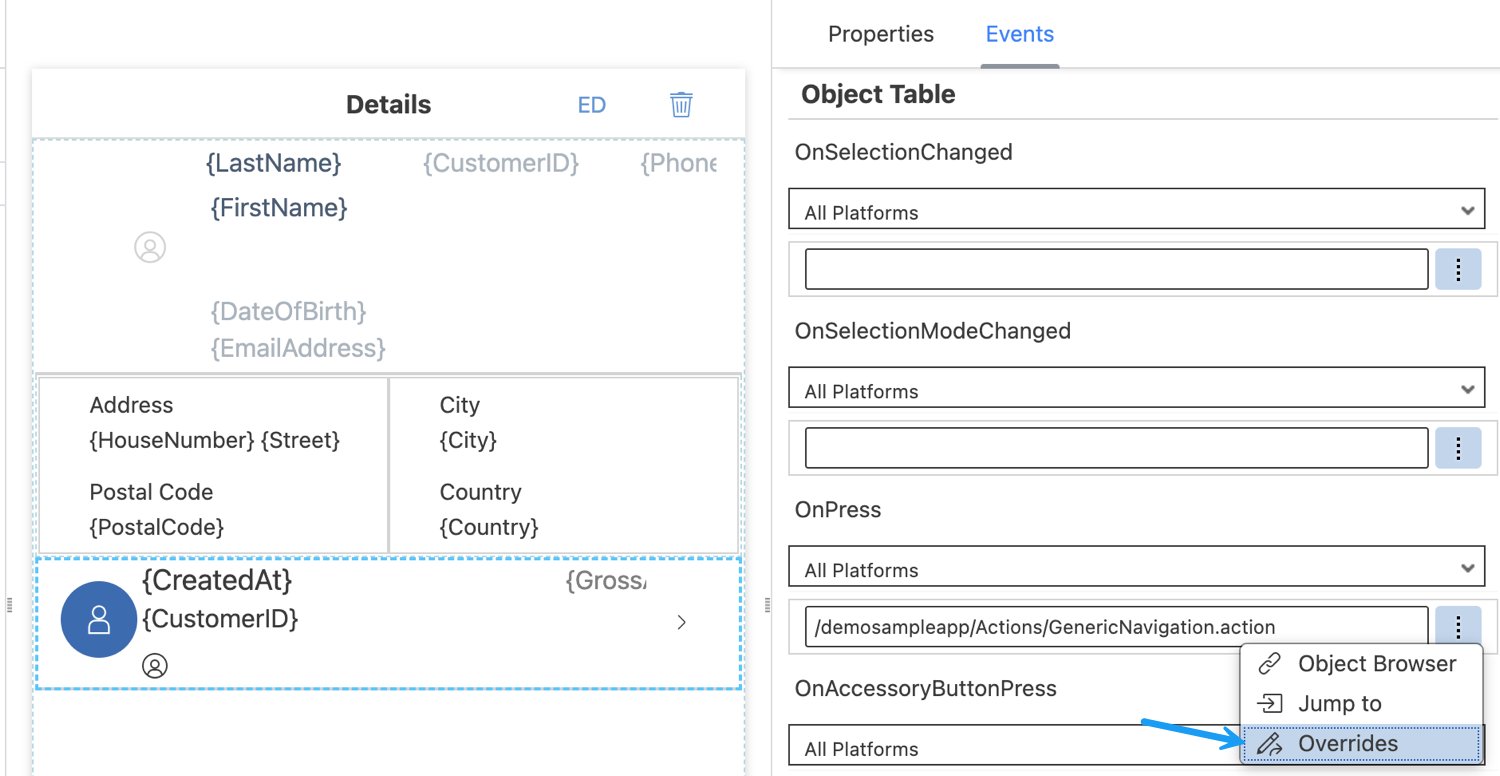 Properties Events
Details ED
Object Table
OnSelectionChanged
{LastName} {CustomerID} {Phone
{FirstName}
All Platforms
{DateOfBirth}
{EmailAddress}
OnSelectionModeChanged
All Platforms
Address City
{HouseNumber} {Street} {City}
Postal Code Country
{PostalCode} {Country}
OnPress
All Platforms
{CreatedAt} {Gross
{CustomerID}
/demosampleapp/Actions/GenericNavigation.action
Object Browser
OnAccessoryButtonPress
Jump to
All Platforms
Overrides